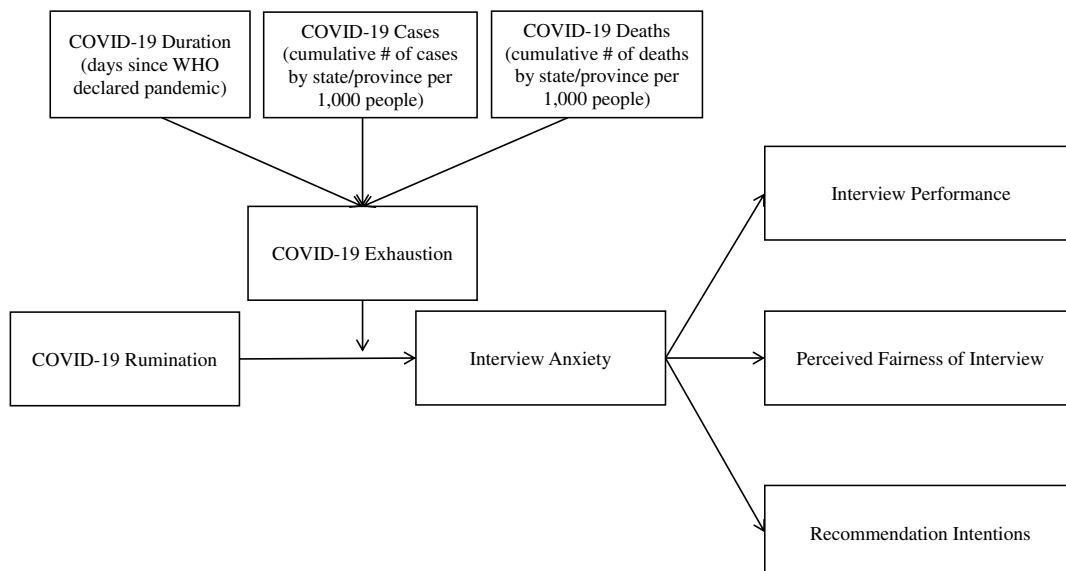 COVID-19 Duration
(days since WHO
declared pandemic)
COVID-19 Cases
(cumulative # of cases
by state/province per
1,000 people)
COVID-19 Deaths
(cumulative # of deaths
by state/province per
1,000 people)
Interview Performance
COVID-19 Exhaustion
COVID-19 Rumination
Interview Anxiety
Perceived Fairness of Interview
Recommendation Intentions